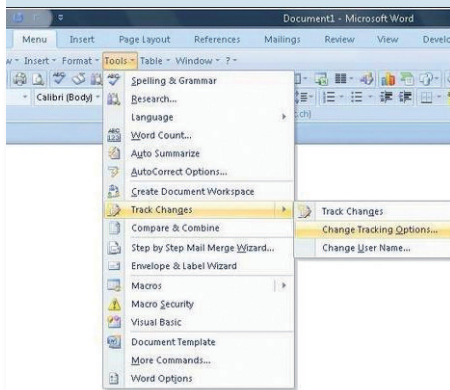 Document1 - Microsoft Word
Menu Insert Page Layout References Mailings Review View Develo
w - Insert - Format - Tools - Table - Window - ? -
Calibri (Body)
Spelling & Grammar
Research...
Language
Word Count...
Auto Summarize
AutoCorrect Options...
Create Document Workspace
Track Changes
Track Changes
Change Tracking Options...
Compare & Combine
Change User Name...
Step by Step Mail Merge Wizard...
Envelope & Label Wizard
Macros
Macro Security
Visual Basic
Document Template
More Commands...
Word Options